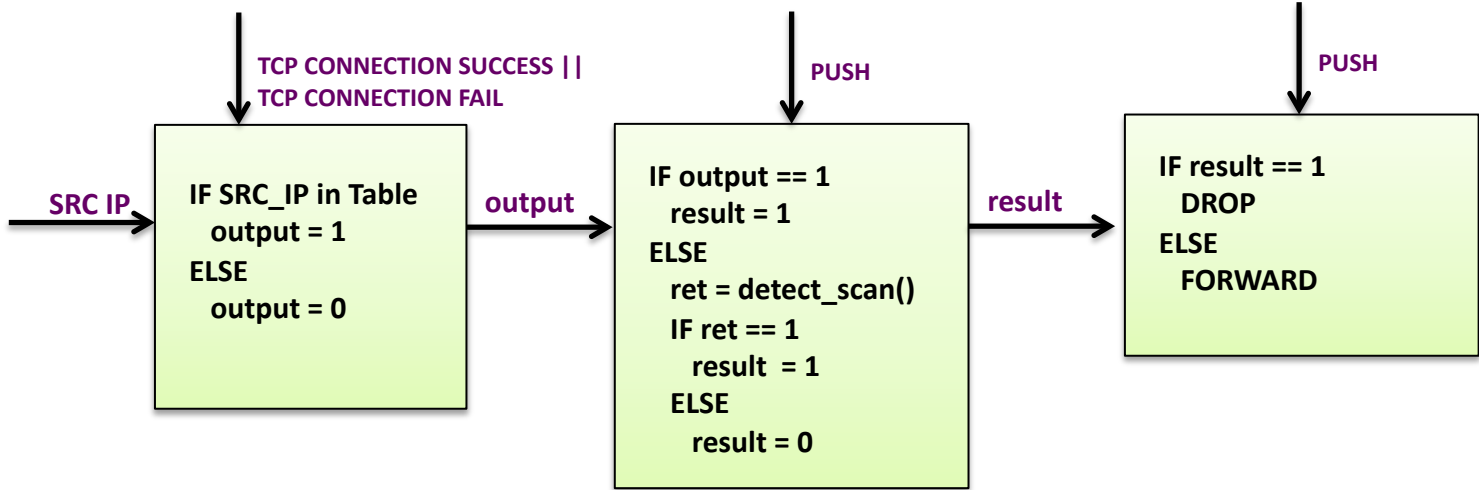 TCP CONNECTION SUCCESS ||
TCP CONNECTION FAIL
SRC IP
IF SRC_IP in Table
output = 1
ELSE
output = 0
output
PUSH
IF output == 1
result = 1
ELSE
ret = detect_scan()
IF ret == 1
result = 1
ELSE
result = 0
result
PUSH
IF result == 1
DROP
ELSE
FORWARD